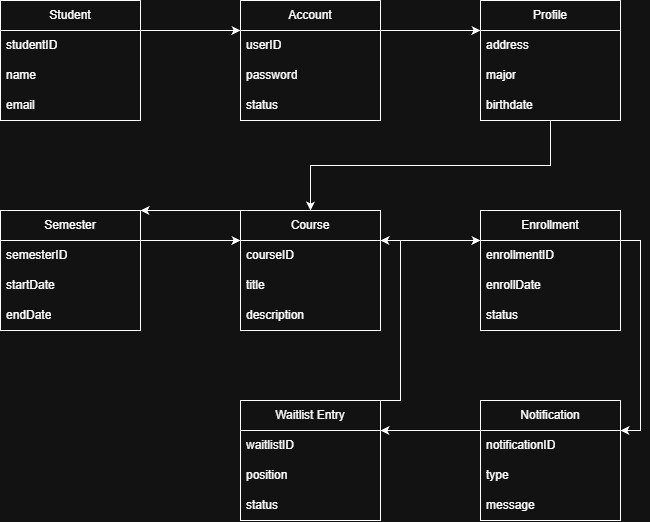 Student
studentID
name
email
Account
userID
password
status
Profile
address
major
birthdate
Semester
semesterID
startDate
endDate
Course
courseID
title
description
Enrollment
enrollmentID
enrollDate
status
Waitlist Entry
waitlistID
position
status
Notification
notificationID
type
message